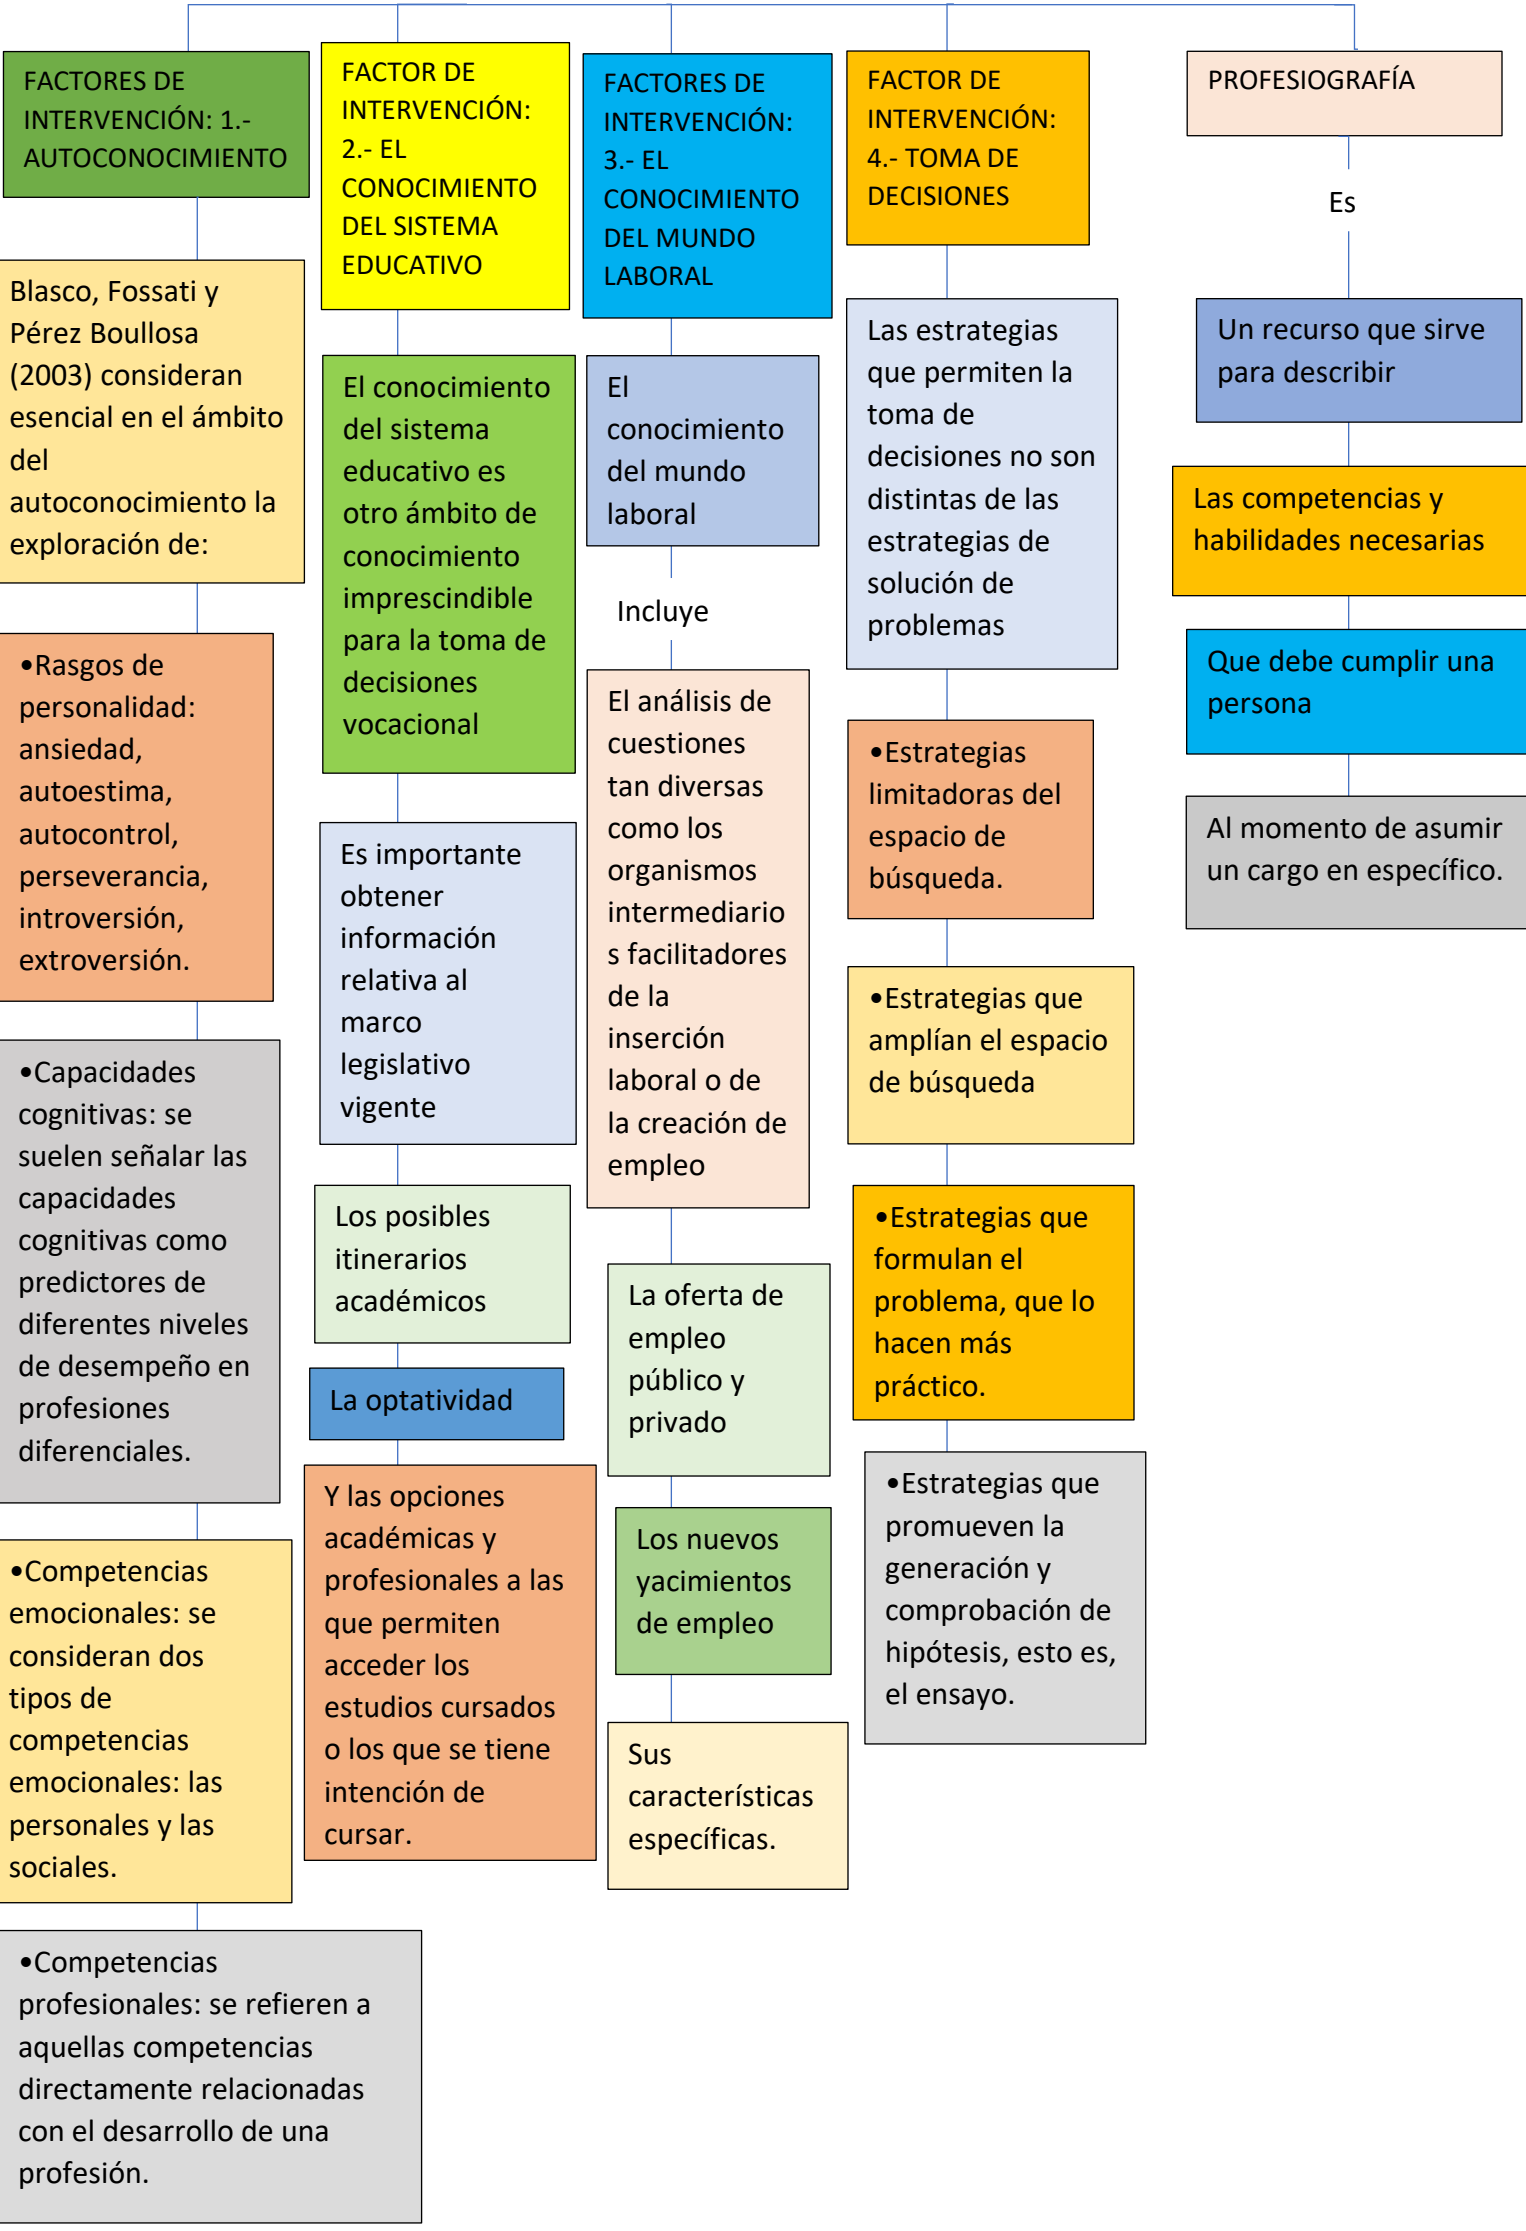 FACTORES DE
INTERVENCIÓN: 1.-
AUTOCONOCIMIENTO
Blasco, Fossati y
Pérez Boullosa
(2003) consideran
esencial en el ámbito
del
autoconocimiento la
exploración de:
•Rasgos de
personalidad:
ansiedad,
autoestima,
autocontrol,
perseverancia,
introversión,
extroversión.
•Capacidades
cognitivas: se
suelen señalar las
capacidades
cognitivas como
predictores de
diferentes niveles
de desempeño en
profesiones
diferenciales.
•Competencias
emocionales: se
consideran dos
tipos de
competencias
emocionales: las
personales y las
sociales.
•Competencias
profesionales: se refieren a
aquellas competencias
directamente relacionadas
con el desarrollo de una
profesión.
FACTOR DE
INTERVENCIÓN:
2.- EL
CONOCIMIENTO
DEL SISTEMA
EDUCATIVO
El conocimiento
del sistema
educativo es
otro ámbito de
conocimiento
imprescindible
para la toma de
decisiones
vocacional
Es importante
obtener
información
relativa al
marco
legislativo
vigente
Los posibles
itinerarios
académicos
La optatividad
Y las opciones
académicas y
profesionales a las
que permiten
acceder los
estudios cursados
o los que se tiene
intención de
cursar.
FACTORES DE
INTERVENCIÓN:
3.- EL
CONOCIMIENTO
DEL MUNDO
LABORAL
El
conocimiento
del mundo
laboral
Incluye
El análisis de
cuestiones
tan diversas
como los
organismos
intermediario
s facilitadores
de la
inserción
laboral o de
la creación de
empleo
La oferta de
empleo
público y
privado
Los nuevos
yacimientos
de empleo
Sus
características
específicas.
FACTOR DE
INTERVENCIÓN:
4.- TOMA DE
DECISIONES
Las estrategias
que permiten la
toma de
decisiones no son
distintas de las
estrategias de
solución de
problemas
•Estrategias
limitadoras del
espacio de
búsqueda.
•Estrategias que
amplían el espacio
de búsqueda
•Estrategias que
formulan el
problema, que lo
hacen más
práctico.
•Estrategias que
promueven la
generación y
comprobación de
hipótesis, esto es,
el ensayo.
PROFESIOGRAFÍA
Es
Un recurso que sirve
para describir
Las competencias y
habilidades necesarias
Que debe cumplir una
persona
Al momento de asumir
un cargo en específico.